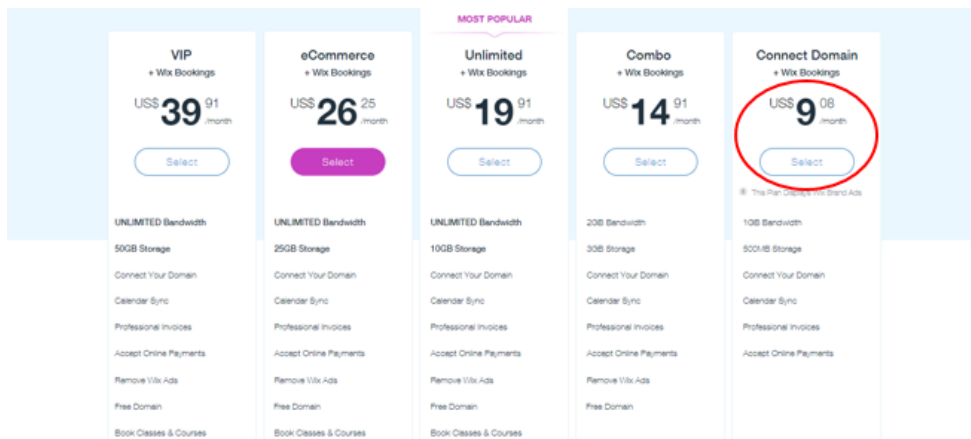 MOST POPULAR
VIP
+ Wix Bookings
US$ 39 91 /month
Select
UNLIMITED Bandwidth
50GB Storage
Connect Your Domain
Calendar Sync
Professional Invoices
Accept Online Payments
Remove Wix Ads
Free Domain
Book Classes & Courses
eCommerce
+ Wix Bookings
US$ 26 25 /month
Select
UNLIMITED Bandwidth
25GB Storage
Connect Your Domain
Calendar Sync
Professional Invoices
Accept Online Payments
Remove Wix Ads
Free Domain
Book Classes & Courses
Unlimited
+ Wix Bookings
US$ 19 91 /month
Select
UNLIMITED Bandwidth
10GB Storage
Connect Your Domain
Calendar Sync
Professional Invoices
Accept Online Payments
Remove Wix Ads
Free Domain
Book Classes & Courses
Combo
+ Wix Bookings
US$ 14 91 /month
Select
2GB Bandwidth
3GB Storage
Connect Your Domain
Calendar Sync
Professional Invoices
Accept Online Payments
Remove Wix Ads
Free Domain
Connect Domain
+ Wix Bookings
US$ 9 08 /month
Select
This Plan Displays Wix Brand Ads
1GB Bandwidth
500MB Storage
Connect Your Domain
Calendar Sync
Professional Invoices
Accept Online Payments